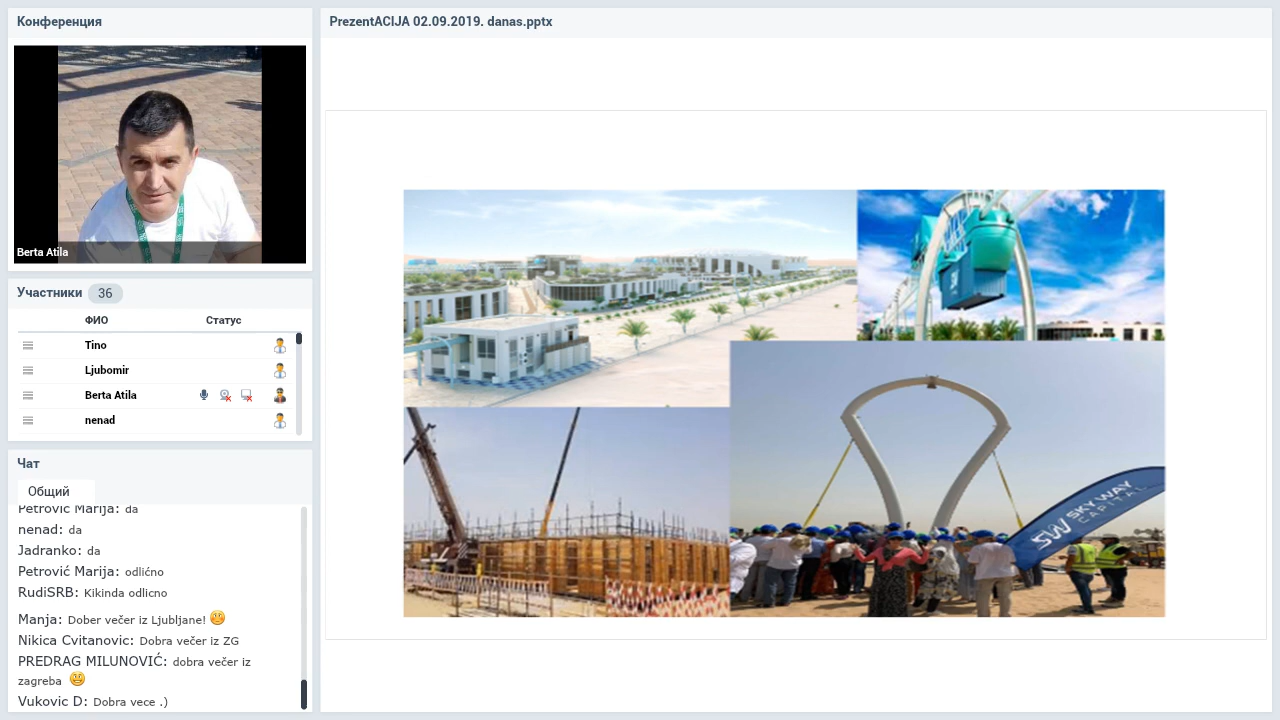 Конференция
Berta Atila
Участники 36
ФИО Статус
Tino
Ljubomir
Berta Atila
nenad
Чат
Общий
Petrović Marija: da
nenad: da
Jadranko: da
Petrović Marija: odlićno
RudiSRB: Kikinda odlicno
Manja: Dober večer iz Ljubljane!
Nikica Cvitanovic: Dobra večer iz ZG
PREDRAG MILUNOVIĆ: dobra večer iz
zagreba
Vukovic D: Dobra vece .)
PrezentACIJA 02.09.2019. danas.pptx
SW SKY WAY
CAPITAL